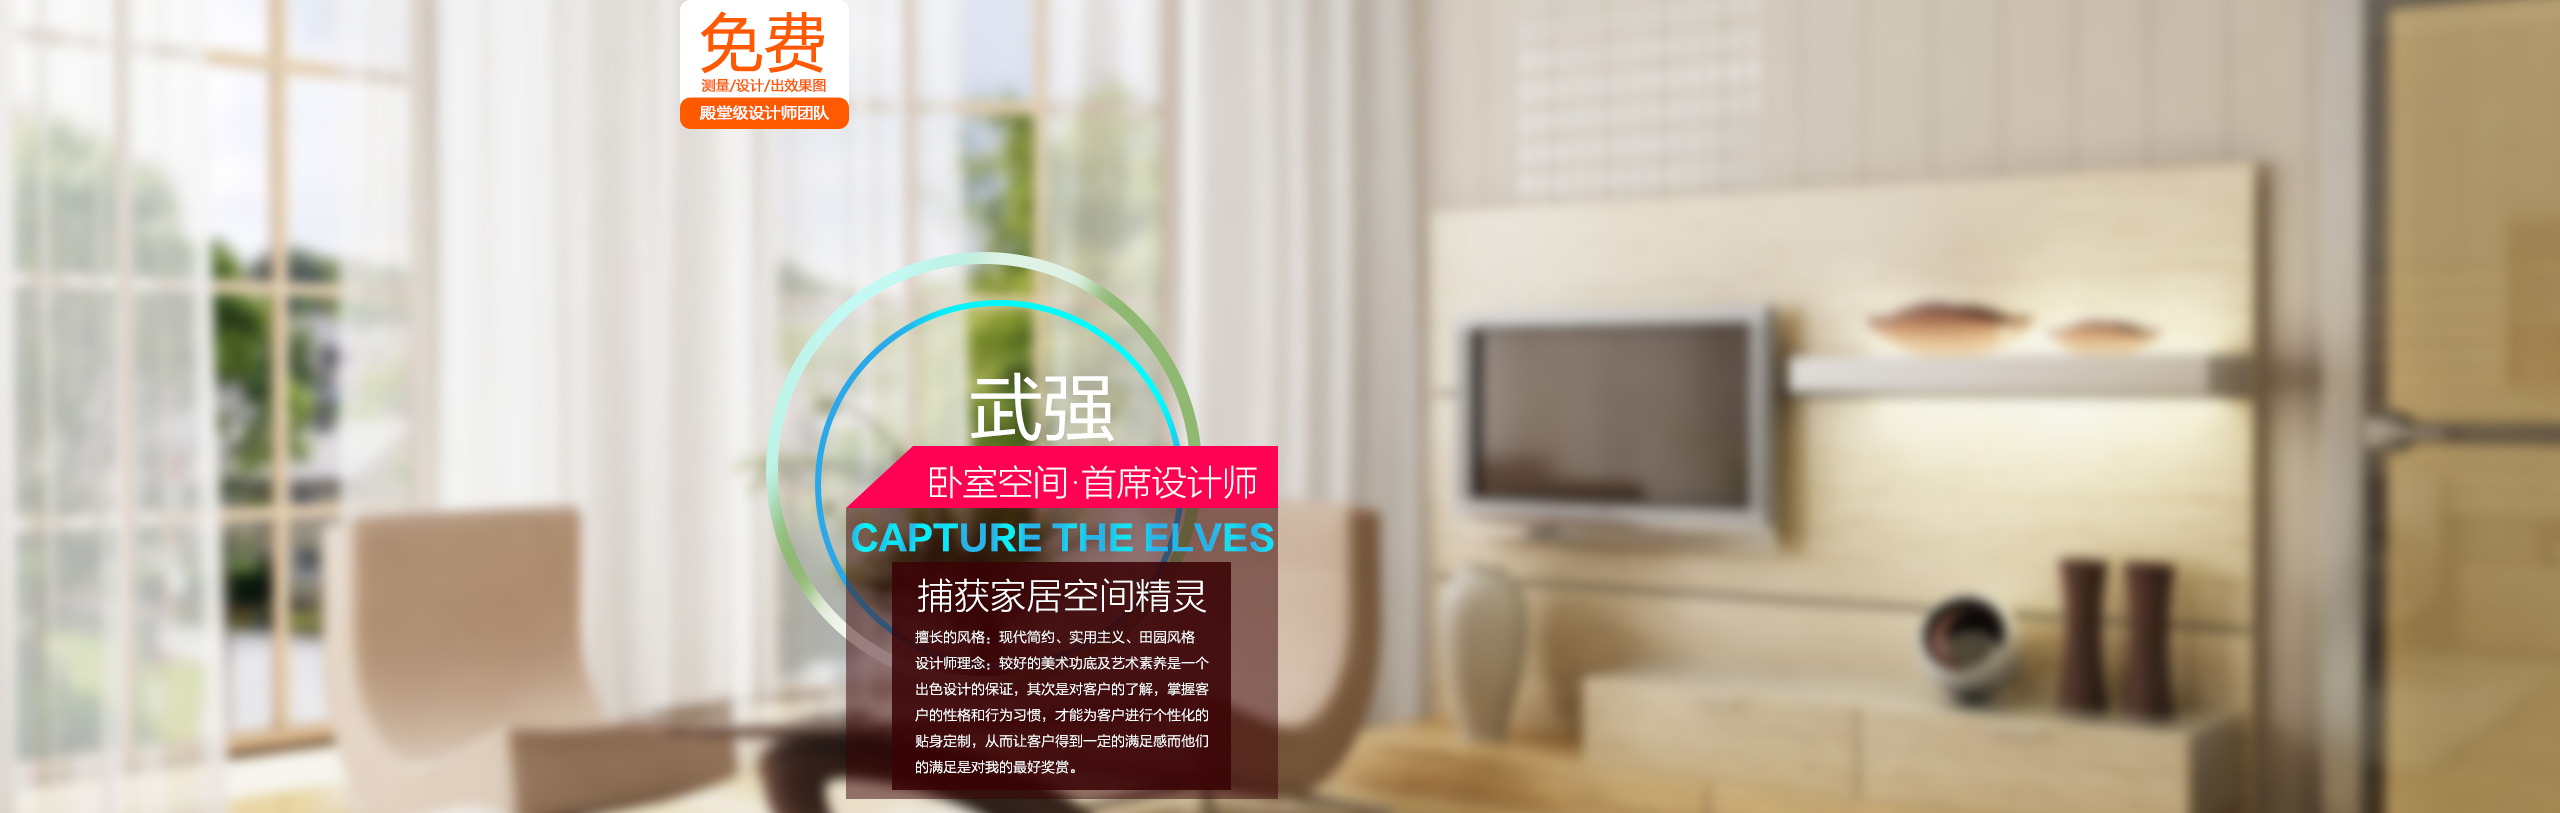 免费
测量/设计/出效果图
殿堂级设计师团队
武强
卧室空间·首席设计师
CAPTURE THE ELVES
捕获家居空间精灵
擅长的风格：现代简约、实用主义、田园风格
设计师理念：较好的美术功底及艺术素养是一个
出色设计的保证，其次是对客户的了解，掌握客
户的性格和行为习惯，才能为客户进行个性化的
贴身定制，从而让客户得到一定的满足感而他们
的满足是对我的最好奖赏。